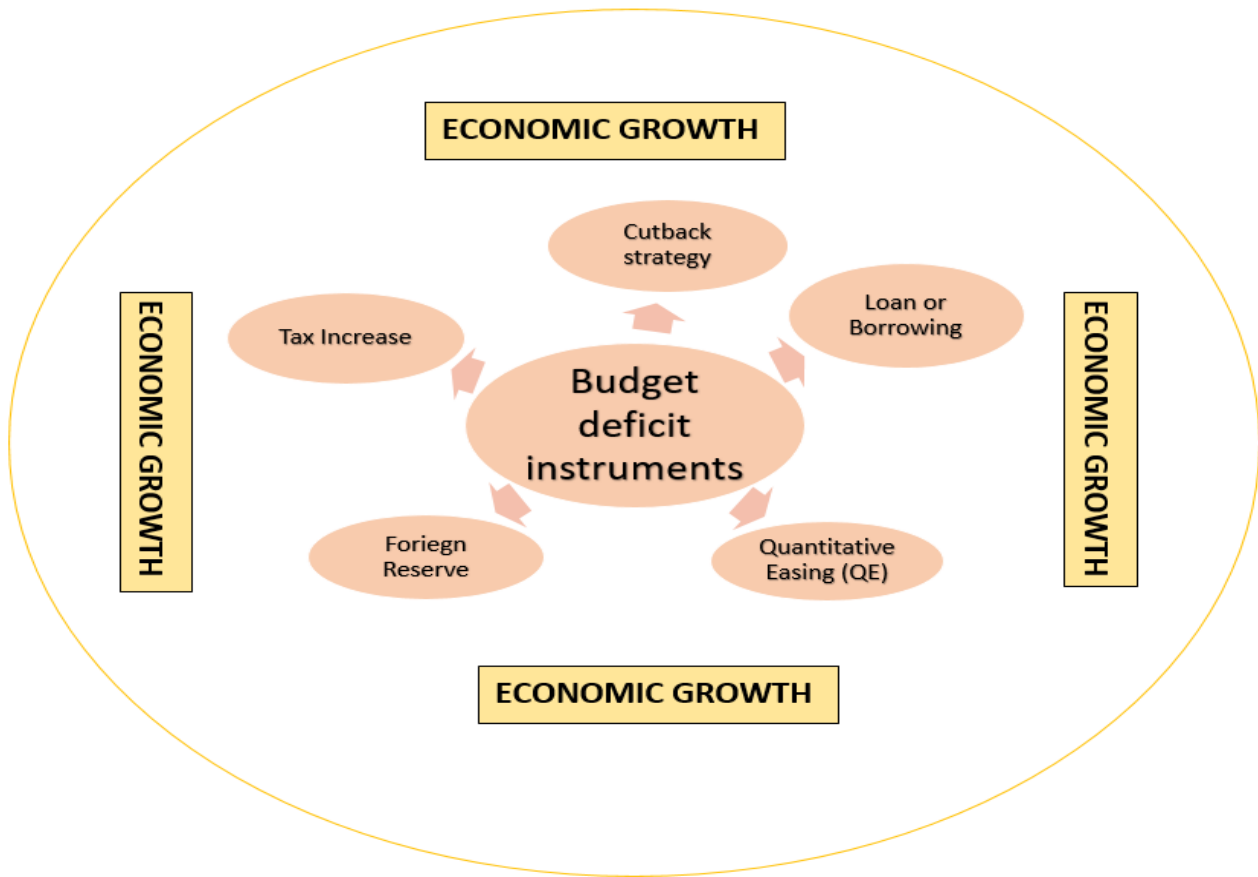 ECONOMIC GROWTH
Cutback
strategy
Loan or
Borrowing
Tax Increase
ECONOMIC GROWTH
ECONOMIC GROWTH
Budget
deficit
instruments
Foriegn
Reserve
Quantitative
Easing (QE)
ECONOMIC GROWTH